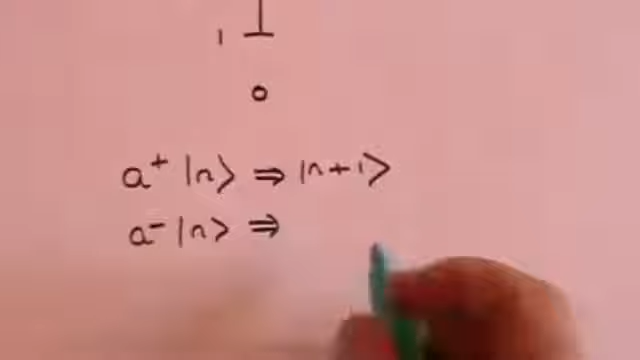 1
0
a⁺ |n> ⇒ |n+1>
a⁻ |n> ⇒